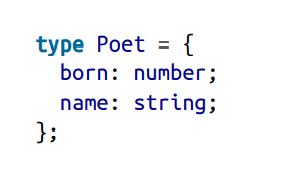 type Poet = {
  born: number;
  name: string;
};